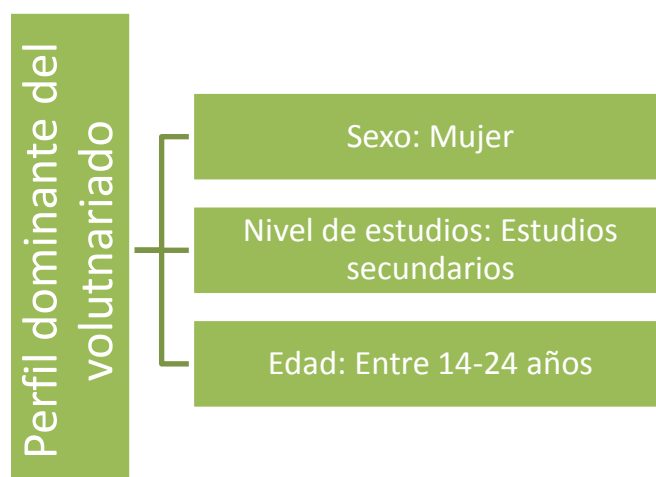 Perfil dominante del
volutnariado
Sexo: Mujer
Nivel de estudios: Estudios
secundarios
Edad: Entre 14-24 años